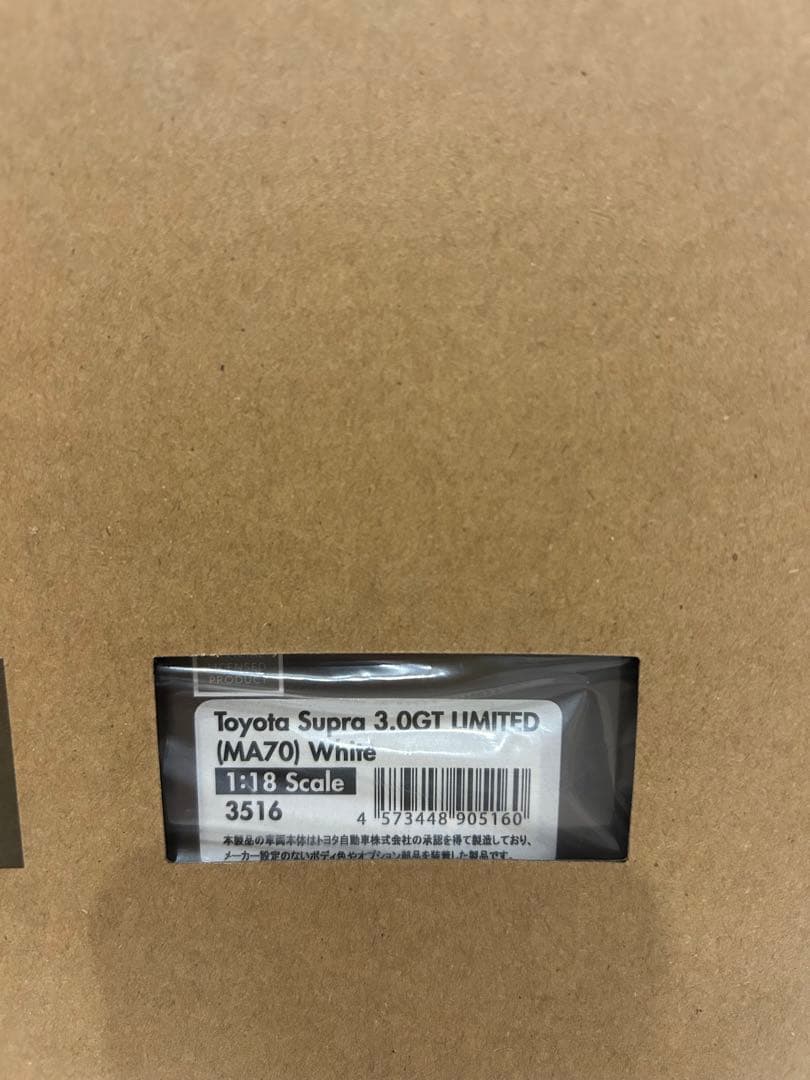 LICENSED
PRODUCT
Toyota Supra 3.0GT LIMITED
(MA70) White
1:18 Scale
3516
4 573448 905160
本製品の車両本体はトヨタ自動車株式会社の承認を得て製造しており、
メーカー設定のないボディ色やオプション部品を装着した製品です。